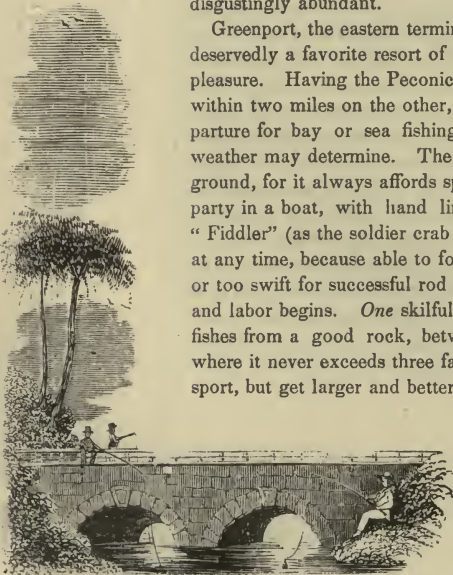 disgustingly abundant.
Greenport, the eastern termin
deservedly a favorite resort of
pleasure. Having the Peconic
within two miles on the other,
parture for bay or sea fishing
weather may determine. The
ground, for it always affords sp
party in a boat, with hand lin
“ Fiddler” (as the soldier crab
at any time, because able to fo
or too swift for successful rod
and labor begins. One skilful
fishes from a good rock, betw
where it never exceeds three fa
sport, but get larger and better